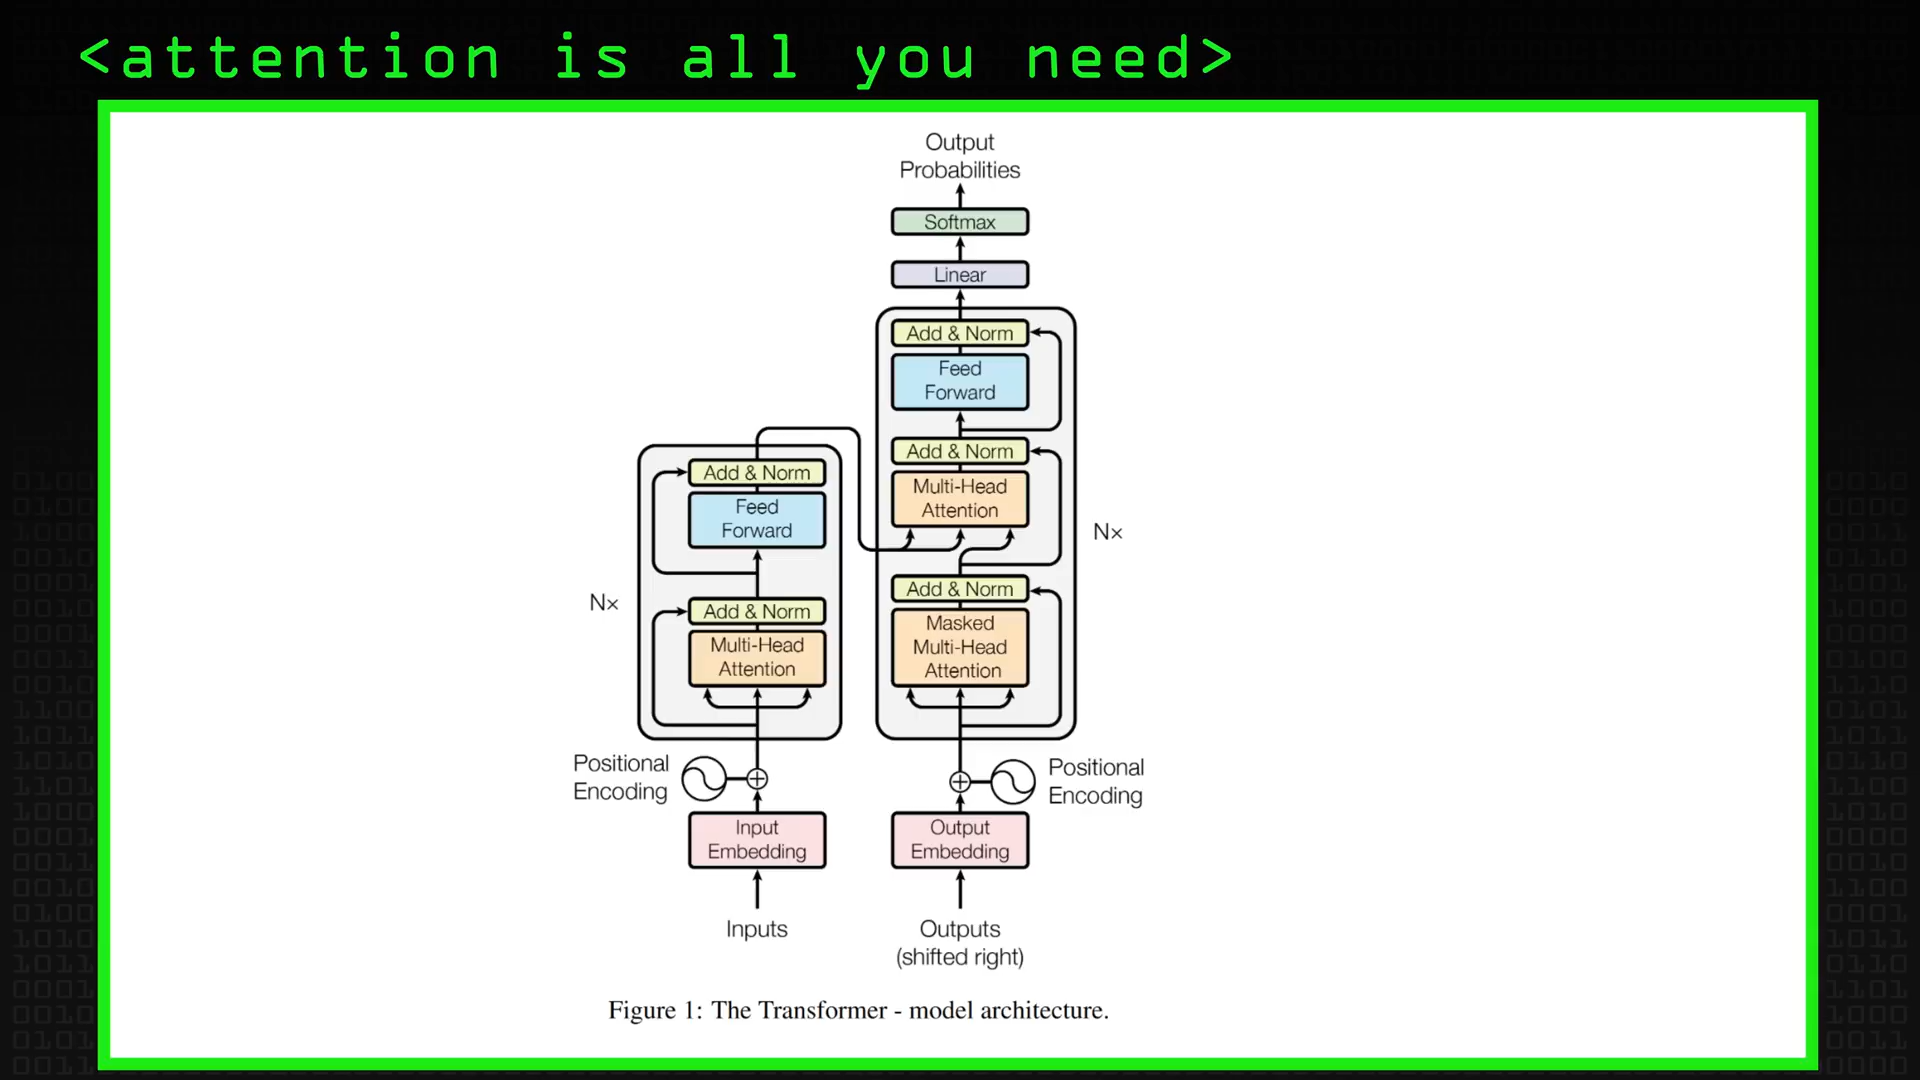 <attention is all you need>
Output
Probabilities
Softmax
Linear
Add & Norm
Feed
Forward
Add & Norm
Multi-Head
Attention
Nx
Add & Norm
Masked
Multi-Head
Attention
Add & Norm
Feed
Forward
Nx
Add & Norm
Multi-Head
Attention
Positional
Encoding
Positional
Encoding
Input
Embedding
Output
Embedding
Inputs
Outputs
(shifted right)
Figure 1: The Transformer - model architecture.